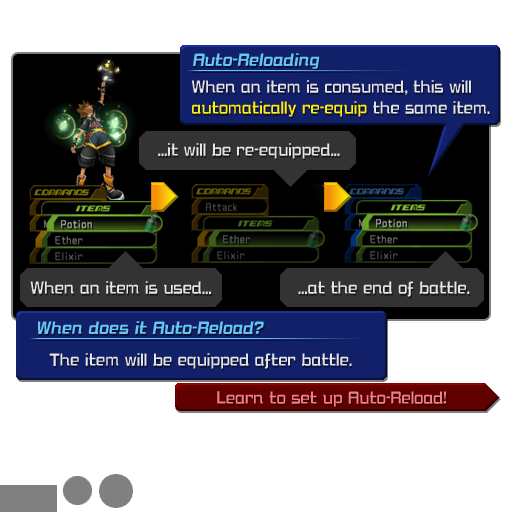 Auto-Reloading
When an item is consumed, this will
automatically re-equip the same item.
...it will be re-equipped...
COMMANDS
ITEMS
Potion
Ether
Elixir
COMMANDS
Attack
ITEMS
Ether
Elixir
COMMANDS
ITEMS
Potion
Ether
Elixir
When an item is used...
...at the end of battle.
When does it Auto-Reload?
The item will be equipped after battle.
Learn to set up Auto-Reload!